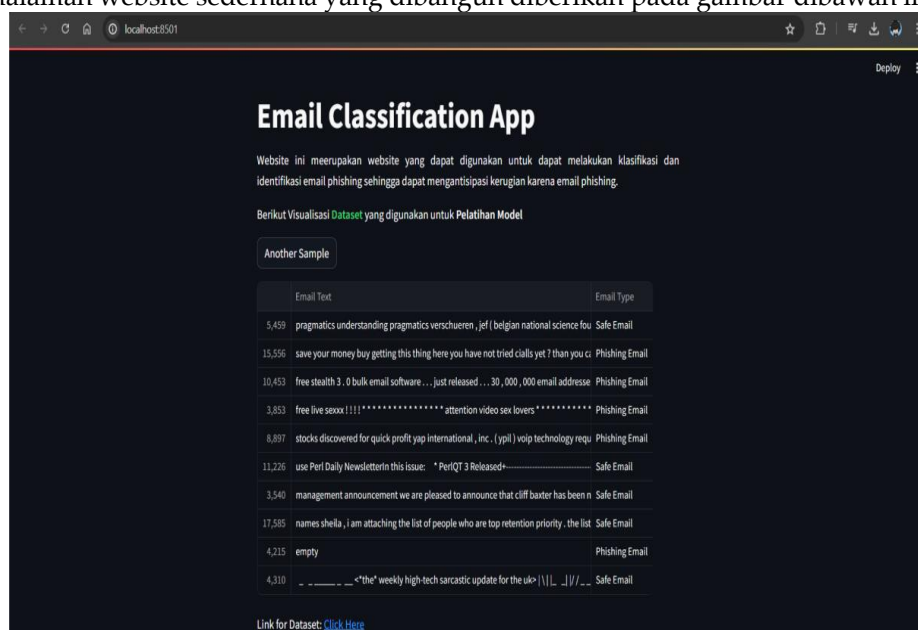 halaman website sederhana yang dibangun diberikan pada gambar dibawah
localhost:8501
Deploy
Email Classification App
Website ini meerupakan website yang dapat digunakan untuk dapat melakukan klasifikasi dan
identifikasi email phishing sehingga dapat mengantisipasi kerugian karena email phishing.
Berikut Visualisasi Dataset yang digunakan untuk Pelatihan Model
Another Sample
Email Text Email Type
5,459 pragmatics understanding pragmatics verschueren , jef ( belgian national science fou Safe Email
15,556 save your money buy getting this thing here you have not tried cialls yet ? than you ca Phishing Email
10,453 free stealth 3 . 0 bulk email software . . . just released . . . 30 , 000 , 000 email addresse Phishing Email
3,853 free live sexxx ! ! ! ! * * * * * * * * * * * * * * * * attention video sex lovers * * * * * * * * * * * Phishing Email
8,897 stocks discovered for quick profit yap international , inc . ( ypil ) voip technology requ Phishing Email
11,226 use Perl Daily NewsletterIn this issue: * PerlQT 3 Released+-------------------------------- Safe Email
3,540 management announcement we are pleased to announce that cliff baxter has been n Safe Email
17,585 names sheila , i am attaching the list of people who are top retention priority . the list Safe Email
4,215 empty Phishing Email
4,310 _ _ ______ _ __<*the* weekly high-tech sarcastic update for the uk> |\ | |_ _| |/ / _ _ Safe Email
Link for Dataset: Click Here